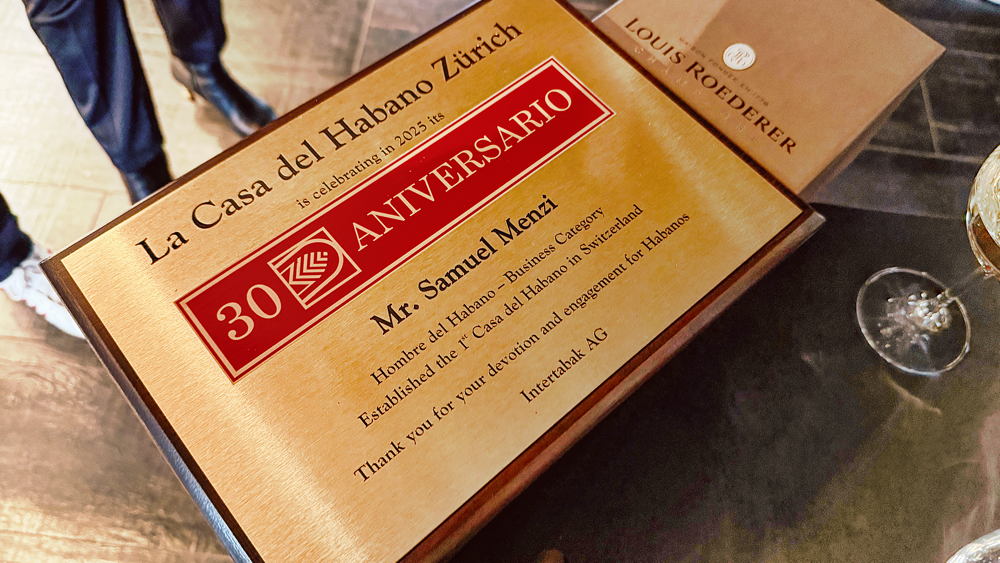 La Casa del Habano Zürich
is celebrating in 2025 its
30 ANIVERSARIO
Mr. Samuel Menzi
Hombre del Habano – Business Category
Established the 1st Casa del Habano in Switzerland
Thank you for your devotion and engagement for Habanos
Intertabak AG
LOUIS ROEDERER